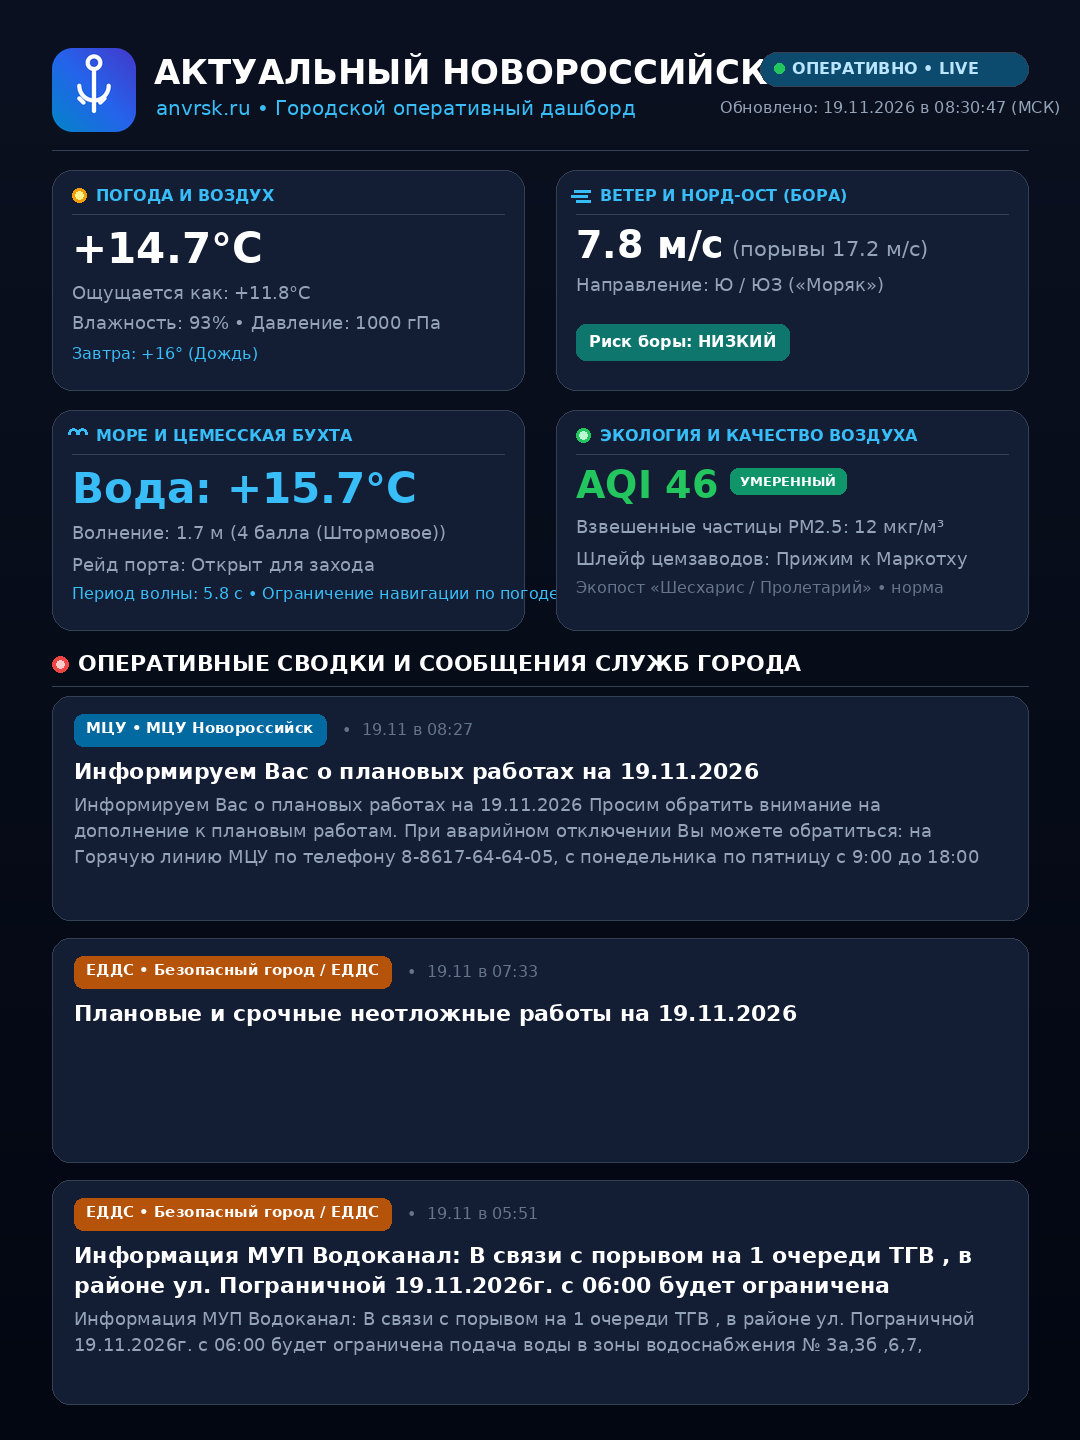 АКТУАЛЬНЫЙ НОВОРОССИЙСК
ОПЕРАТИВНО • LIVE
anvrsk.ru • Городской оперативный дашборд
Обновлено: 19.11.2026 в 08:30:47 (МСК)
ПОГОДА И ВОЗДУХ
+14.7°C
Ощущается как: +11.8°C
Влажность: 93% • Давление: 1000 гПа
Завтра: +16° (Дождь)
ВЕТЕР И НОРД-ОСТ (БОРА)
7.8 м/с (порывы 17.2 м/с)
Направление: Ю / ЮЗ («Моряк»)
Риск боры: НИЗКИЙ
МОРЕ И ЦЕМЕССКАЯ БУХТА
Вода: +15.7°C
Волнение: 1.7 м (4 балла (Штормовое))
Рейд порта: Открыт для захода
Период волны: 5.8 с • Ограничение навигации по погоде
ЭКОЛОГИЯ И КАЧЕСТВО ВОЗДУХА
AQI 46 УМЕРЕННЫЙ
Взвешенные частицы PM2.5: 12 мкг/м³
Шлейф цемзаводов: Прижим к Маркотху
Экопост «Шесхарис / Пролетарий» • норма
ОПЕРАТИВНЫЕ СВОДКИ И СООБЩЕНИЯ СЛУЖБ ГОРОДА
МЦУ • МЦУ Новороссийск • 19.11 в 08:27
Информируем Вас о плановых работах на 19.11.2026
Информируем Вас о плановых работах на 19.11.2026 Просим обратить внимание на
дополнение к плановым работам. При аварийном отключении Вы можете обратиться: на
Горячую линию МЦУ по телефону 8-8617-64-64-05, с понедельника по пятницу с 9:00 до 18:00
ЕДДС • Безопасный город / ЕДДС • 19.11 в 07:33
Плановые и срочные неотложные работы на 19.11.2026
ЕДДС • Безопасный город / ЕДДС • 19.11 в 05:51
Информация МУП Водоканал: В связи с порывом на 1 очереди ТГВ , в
районе ул. Пограничной 19.11.2026г. с 06:00 будет ограничена
Информация МУП Водоканал: В связи с порывом на 1 очереди ТГВ , в районе ул. Пограничной
19.11.2026г. с 06:00 будет ограничена подача воды в зоны водоснабжения № 3а,3б ,6,7,